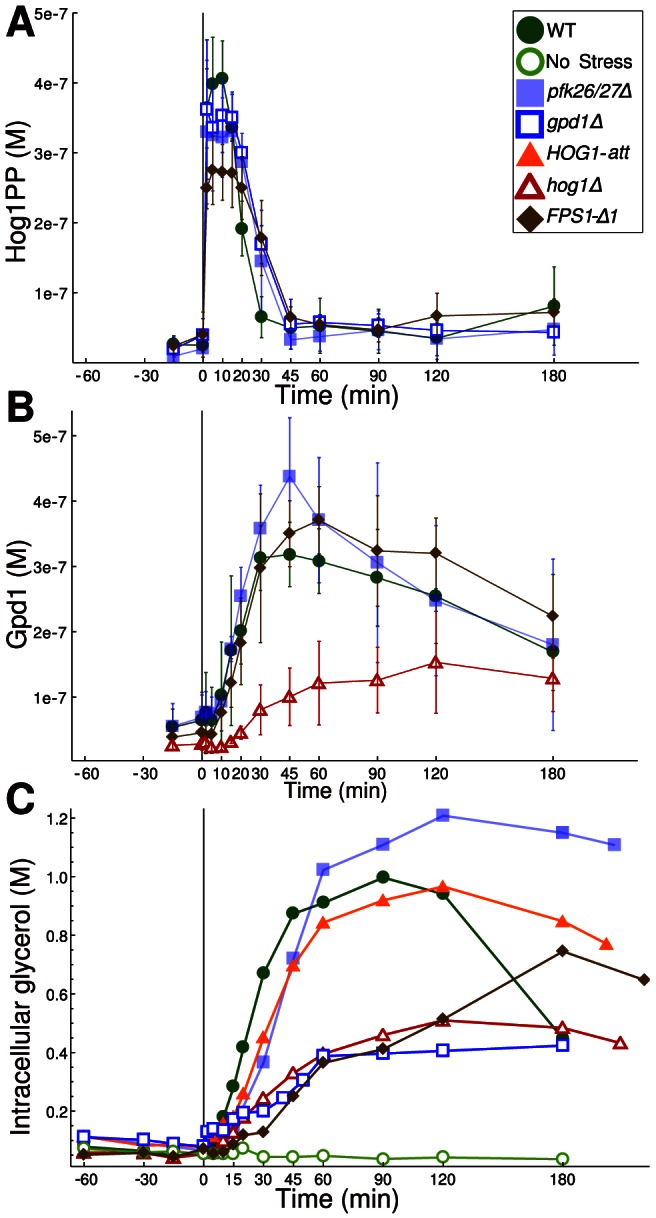 A
5e-7
4e-7
3e-7
2e-7
1e-7
Hog1PP (M)
WT
No Stress
pfk26/27Δ
gpd1Δ
HOG1-att
hog1Δ
FPS1-Δ1
-60 -30 0 10 20 30 45 60 90 120 180
Time (min)
B
5e-7
4e-7
3e-7
2e-7
1e-7
Gpd1 (M)
-60 -30 0 10 20 30 45 60 90 120 180
Time (min)
C
1.2
1.0
0.8
0.6
0.4
0.2
Intracellular glycerol (M)
-60 -30 0 15 30 45 60 90 120 180
Time (min)